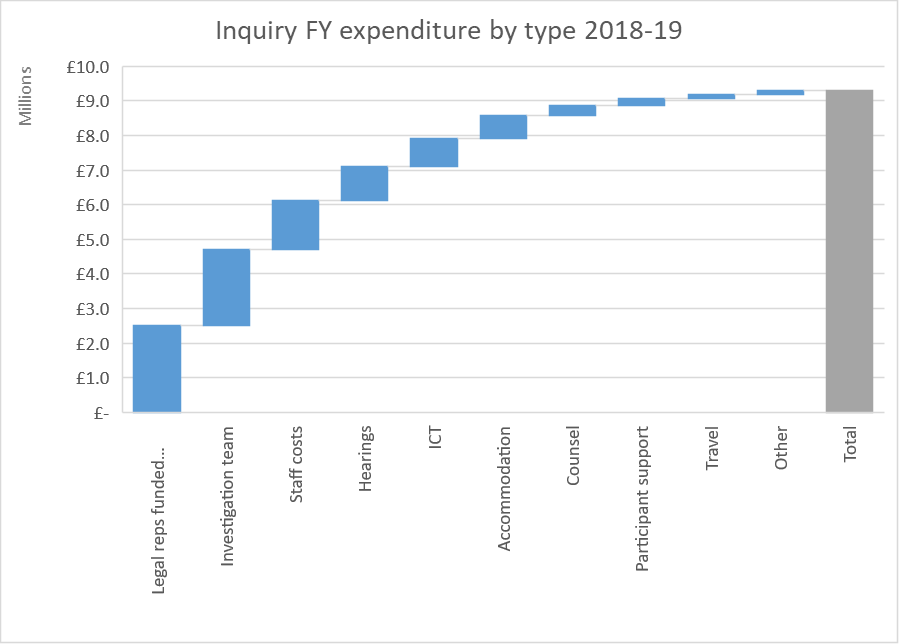 Inquiry FY expenditure by type 2018-19
Millions
£10.0
£9.0
£8.0
£7.0
£6.0
£5.0
£4.0
£3.0
£2.0
£1.0
£-
Legal reps funded...
Investigation team
Staff costs
Hearings
ICT
Accommodation
Counsel
Participant support
Travel
Other
Total